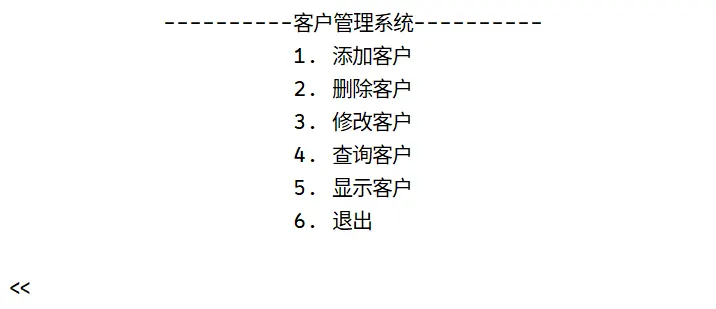 ----------客户管理系统----------
1. 添加客户
2. 删除客户
3. 修改客户
4. 查询客户
5. 显示客户
6. 退出
<<